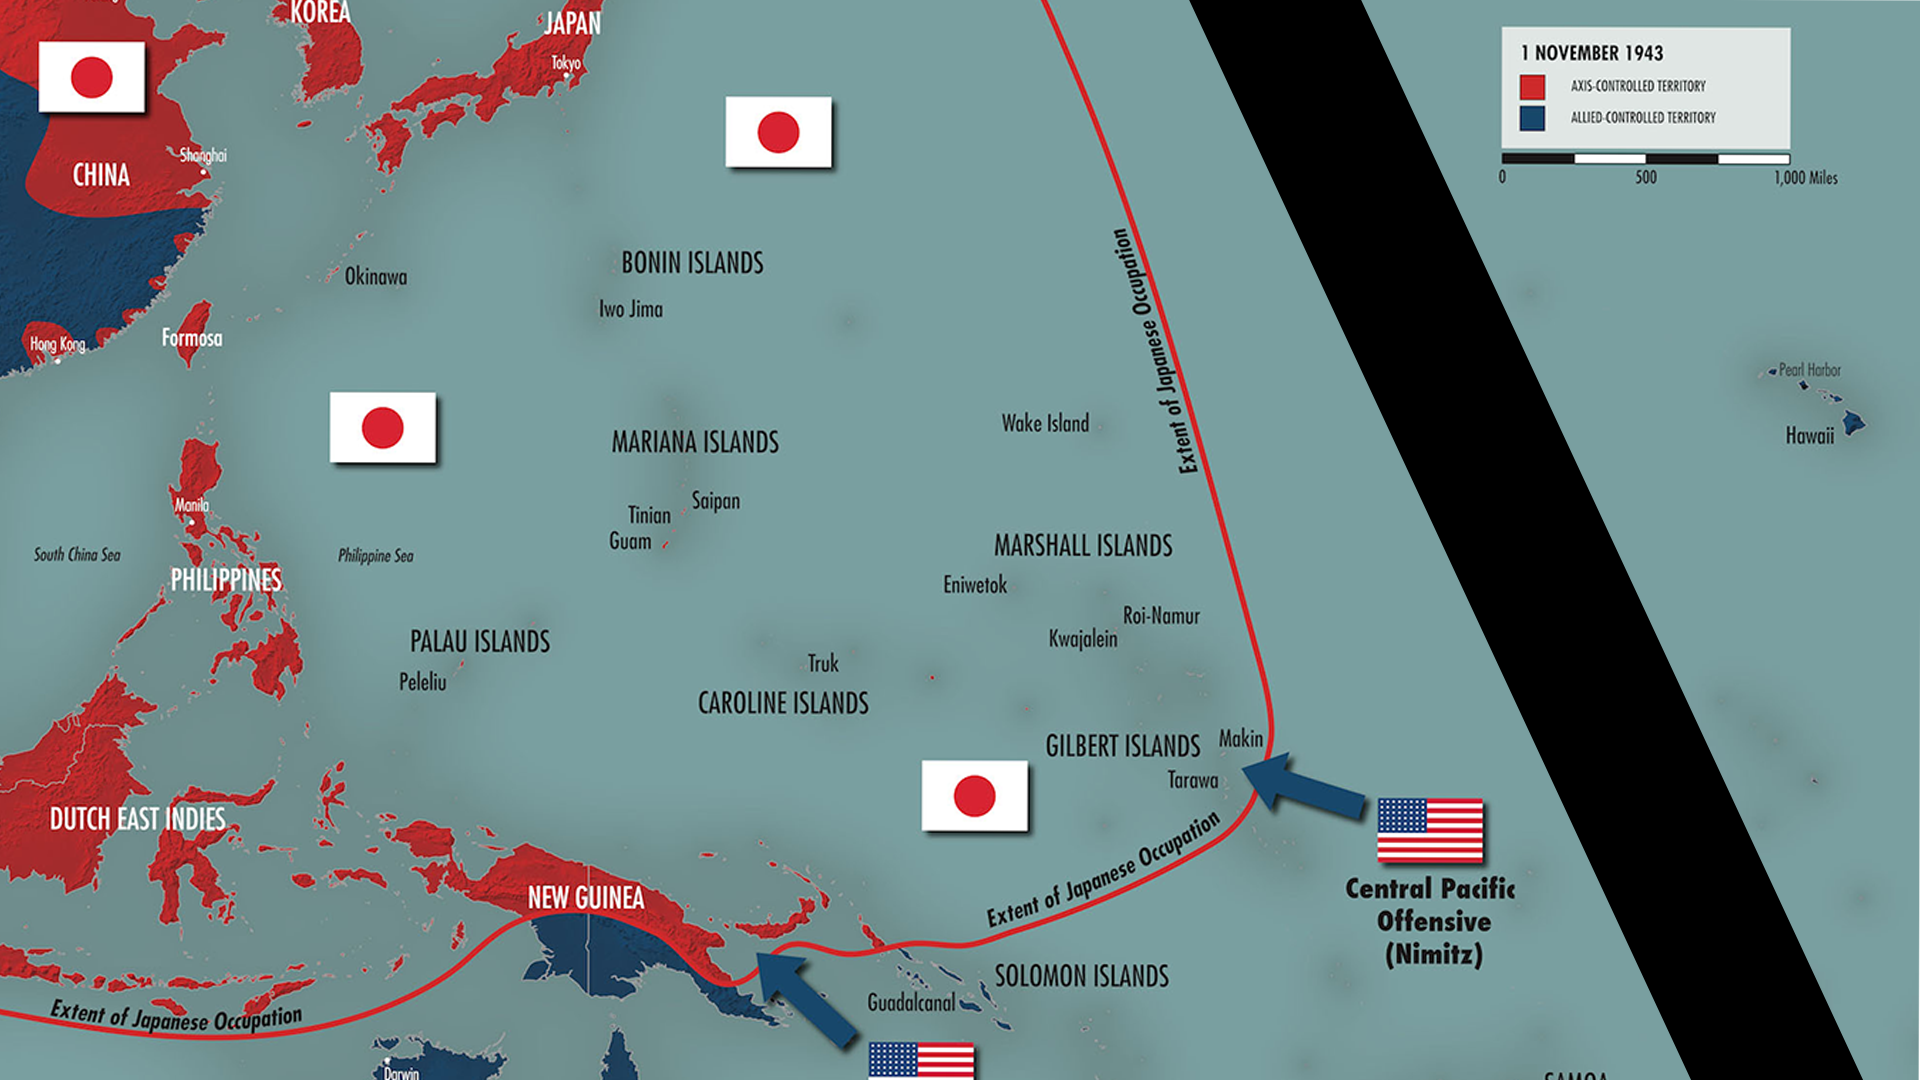 KOREA
JAPAN
Tokyo
1 NOVEMBER 1943
AXIS-CONTROLLED TERRITORY
ALLIED-CONTROLLED TERRITORY
0 500 1,000 Miles
Shanghai
CHINA
Okinawa
BONIN ISLANDS
Iwo Jima
Extent of Japanese Occupation
Hong Kong
Formosa
Pearl Harbor
Hawaii
Wake Island
MARIANA ISLANDS
Saipan
Tinian
Guam
Manila
South China Sea
Philippine Sea
PHILIPPINES
MARSHALL ISLANDS
Eniwetok
Roi-Namur
Kwajalein
PALAU ISLANDS
Peleliu
Truk
CAROLINE ISLANDS
GILBERT ISLANDS
Makin
Tarawa
DUTCH EAST INDIES
NEW GUINEA
Extent of Japanese Occupation
Central Pacific
Offensive
(Nimitz)
SOLOMON ISLANDS
Guadalcanal
Extent of Japanese Occupation
Darwin
SAMOA